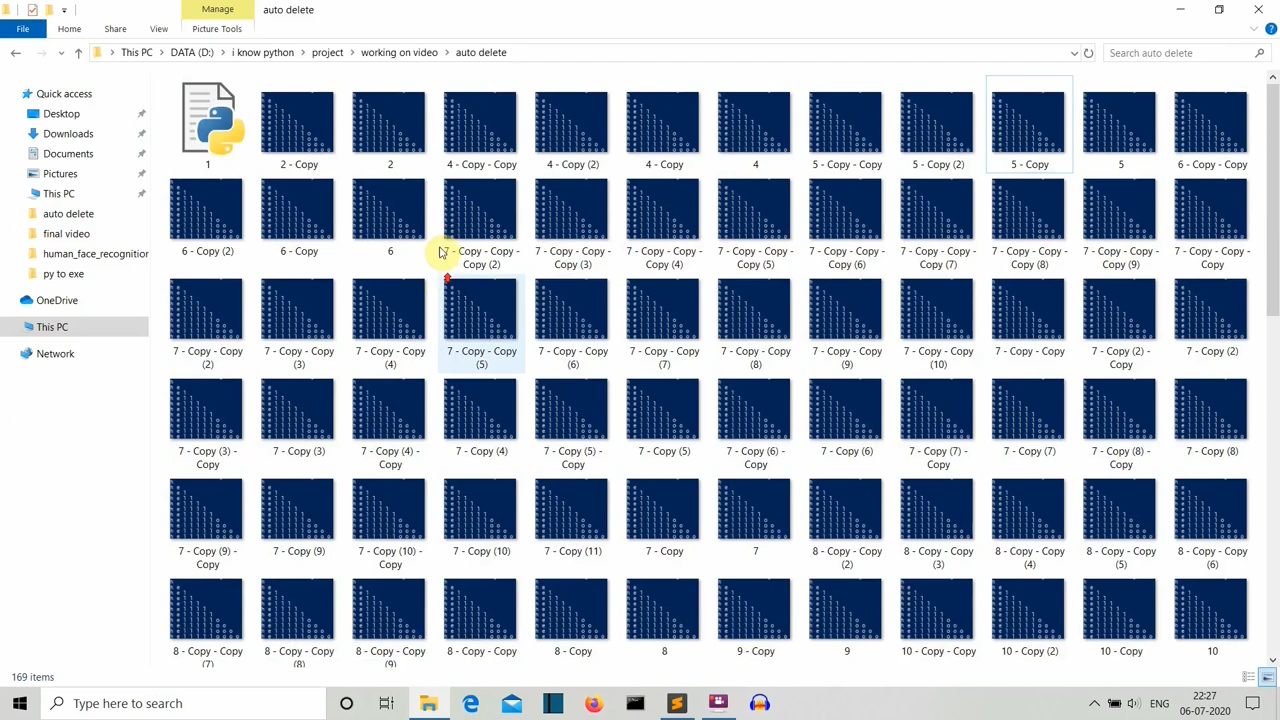 Manage
auto delete
File
Home
Share
View
Picture Tools
This PC
DATA (D:)
i know python
project
working on video
auto delete
Search auto delete
Quick access
Desktop
Downloads
Documents
Pictures
This PC
auto delete
final video
human_face_recognition
py to exe
OneDrive
This PC
Network
1
2 - Copy
2
4 - Copy - Copy
4 - Copy (2)
4 - Copy
4
5 - Copy - Copy
5 - Copy (2)
5 - Copy
5
6 - Copy - Copy
6 - Copy (2)
6 - Copy
6
7 - Copy - Copy -
Copy (2)
7 - Copy - Copy -
Copy (3)
7 - Copy - Copy -
Copy (4)
7 - Copy - Copy -
Copy (5)
7 - Copy - Copy -
Copy (6)
7 - Copy - Copy -
Copy (7)
7 - Copy - Copy -
Copy (8)
7 - Copy - Copy -
Copy (9)
7 - Copy - Copy -
Copy
7 - Copy - Copy
(2)
7 - Copy - Copy
(3)
7 - Copy - Copy
(4)
7 - Copy - Copy
(5)
7 - Copy - Copy
(6)
7 - Copy - Copy
(7)
7 - Copy - Copy
(8)
7 - Copy - Copy
(9)
7 - Copy - Copy
(10)
7 - Copy - Copy
7 - Copy (2) -
Copy
7 - Copy (2)
7 - Copy (3) -
Copy
7 - Copy (3)
7 - Copy (4) -
Copy
7 - Copy (4)
7 - Copy (5) -
Copy
7 - Copy (5)
7 - Copy (6) -
Copy
7 - Copy (6)
7 - Copy (7) -
Copy
7 - Copy (7)
7 - Copy (8) -
Copy
7 - Copy (8)
7 - Copy (9) -
Copy
7 - Copy (9)
7 - Copy (10) -
Copy
7 - Copy (10)
7 - Copy (11)
7 - Copy
7
8 - Copy - Copy
(2)
8 - Copy - Copy
(3)
8 - Copy - Copy
(4)
8 - Copy - Copy
(5)
8 - Copy - Copy
(6)
8 - Copy - Copy
(7)
8 - Copy - Copy
(8)
8 - Copy - Copy
(9)
8 - Copy - Copy
8 - Copy
8
9 - Copy
9
10 - Copy - Copy
10 - Copy (2)
10 - Copy
10
169 items
Type here to search
ENG
22:27
06-07-2020